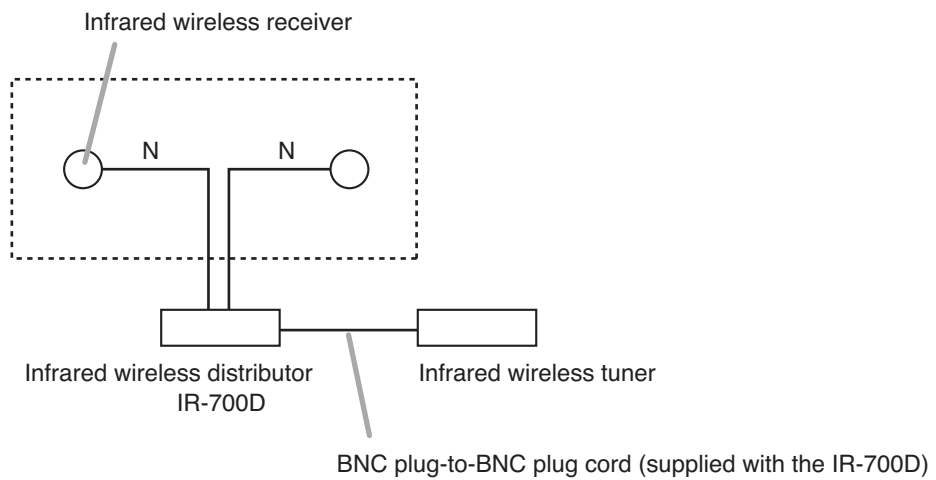 Infrared wireless receiver
N
N
Infrared wireless distributor
IR-700D
Infrared wireless tuner
BNC plug-to-BNC plug cord (supplied with the IR-700D)